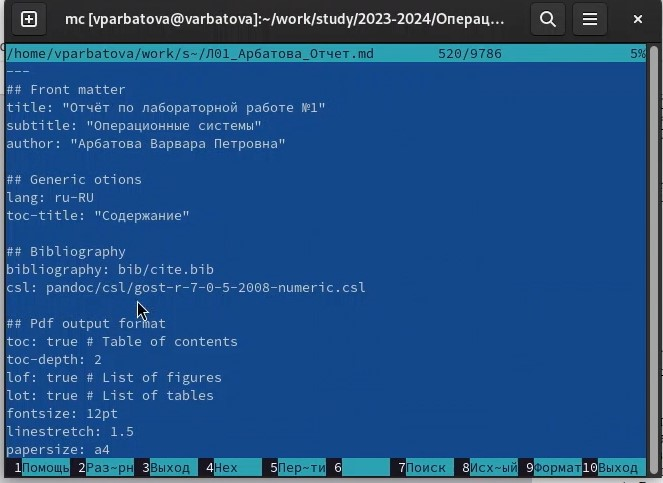 mc [vparbatova@varbatova]:~/work/study/2023-2024/Операц...
/home/vparbatova/work/s~/Л01_Арбатова_Отчет.md 520/9786 5%
---
## Front matter
title: "Отчёт по лабораторной работе №1"
subtitle: "Операционные системы"
author: "Арбатова Варвара Петровна"
## Generic otions
lang: ru-RU
toc-title: "Содержание"
## Bibliography
bibliography: bib/cite.bib
csl: pandoc/csl/gost-r-7-0-5-2008-numeric.csl
## Pdf output format
toc: true # Table of contents
toc-depth: 2
lof: true # List of figures
lot: true # List of tables
fontsize: 12pt
linestretch: 1.5
papersize: a4
1Помощь 2Раз~рн 3Выход 4Hex 5Пер~ти 6 7Поиск 8Исх~ый 9Формат 10Выход